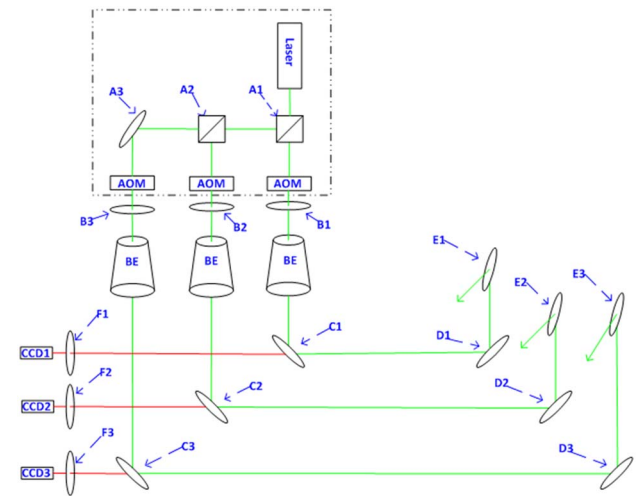 Laser
A3
A2
A1
AOM
AOM
AOM
B3
B2
B1
BE
BE
BE
E1
E2
E3
F1
C1
D1
CCD1
F2
C2
D2
CCD2
F3
C3
D3
CCD3